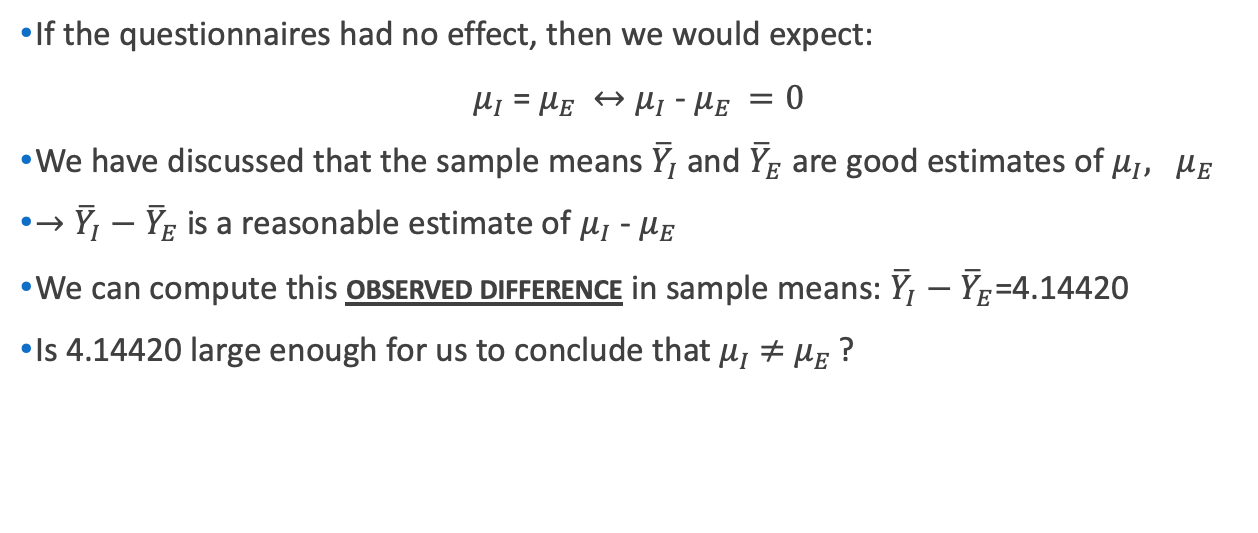 •If the questionnaires had no effect, then we would expect:
μ_I = μ_E ↔ μ_I - μ_E = 0
•We have discussed that the sample means Ȳ_I and Ȳ_E are good estimates of μ_I, μ_E
•→ Ȳ_I − Ȳ_E is a reasonable estimate of μ_I - μ_E
•We can compute this OBSERVED DIFFERENCE in sample means: Ȳ_I − Ȳ_E=4.14420
•Is 4.14420 large enough for us to conclude that μ_I ≠ μ_E ?